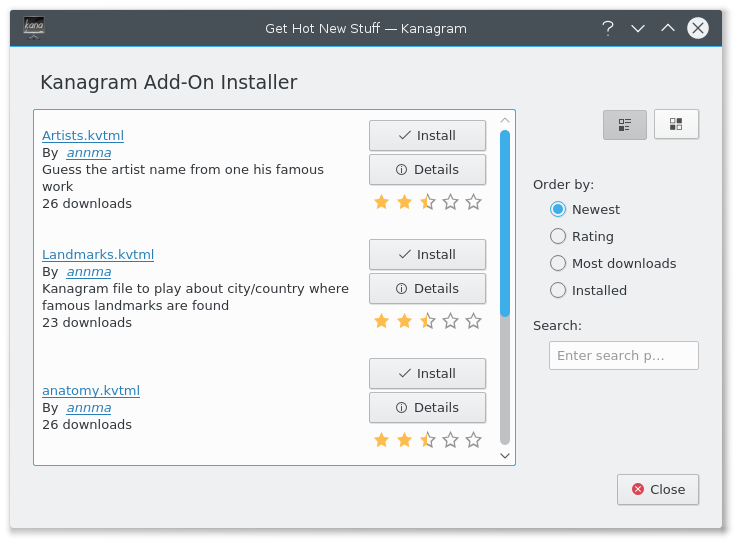 kana
Get Hot New Stuff — Kanagram
Kanagram Add-On Installer
Artists.kvtml
By annma
Guess the artist name from one his famous
work
26 downloads
Install
Details
Landmarks.kvtml
By annma
Kanagram file to play about city/country where
famous landmarks are found
23 downloads
Install
Details
anatomy.kvtml
By annma
26 downloads
Install
Details
Order by:
Newest
Rating
Most downloads
Installed
Search:
Enter search p...
Close